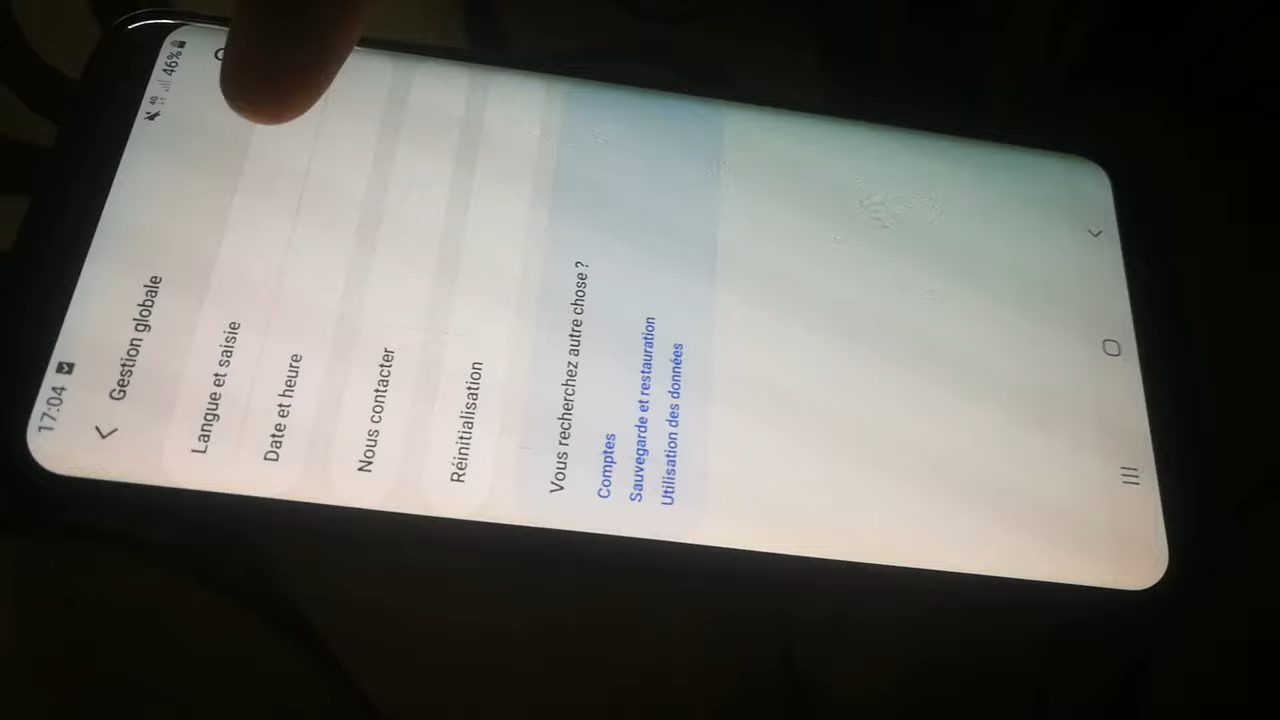 17:04
4G 46%
Gestion globale
Langue et saisie
Date et heure
Nous contacter
Réinitialisation
Vous recherchez autre chose ?
Comptes
Sauvegarde et restauration
Utilisation des données